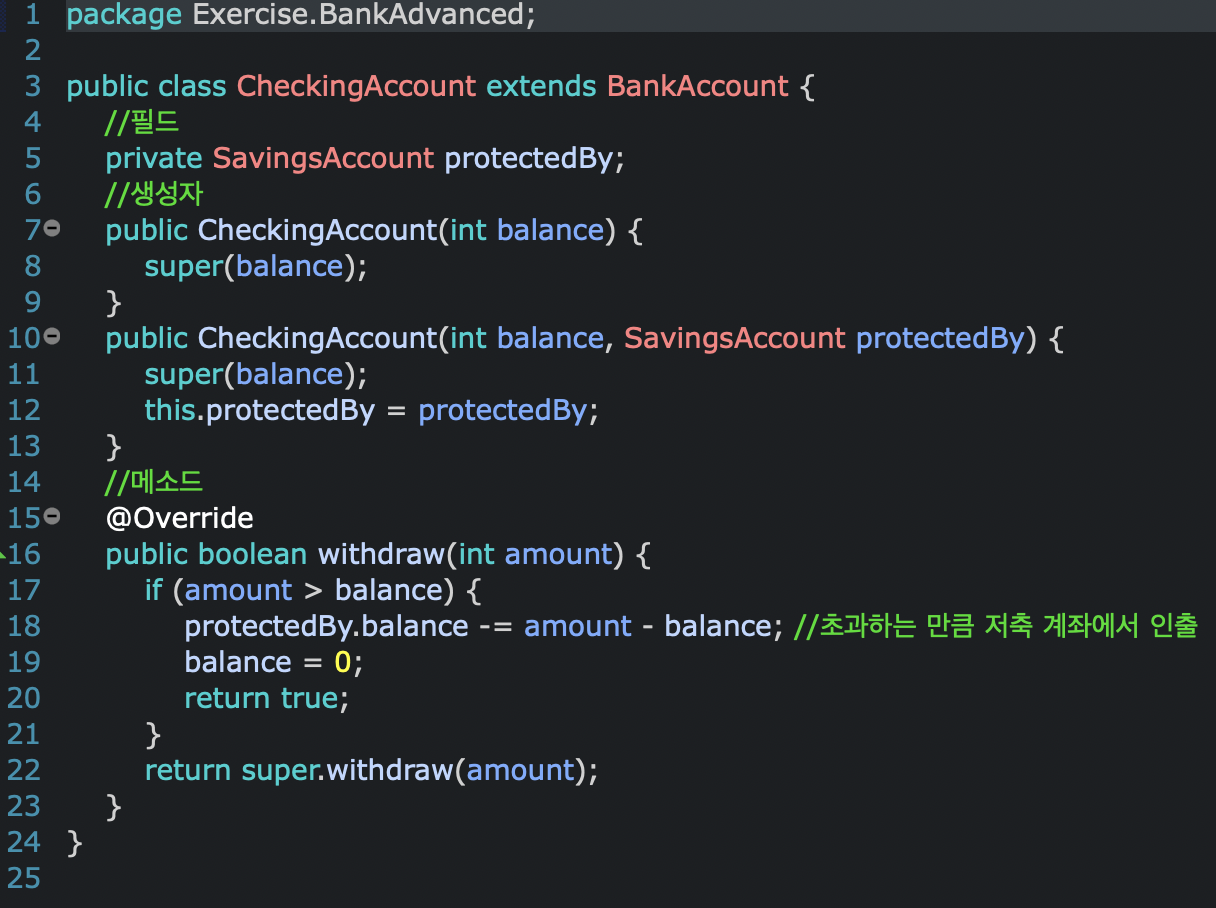 1 package Exercise.BankAdvanced;
2
3 public class CheckingAccount extends BankAccount {
4 //필드
5 private SavingsAccount protectedBy;
6 //생성자
7 public CheckingAccount(int balance) {
8 super(balance);
9 }
10 public CheckingAccount(int balance, SavingsAccount protectedBy) {
11 super(balance);
12 this.protectedBy = protectedBy;
13 }
14 //메소드
15 @Override
16 public boolean withdraw(int amount) {
17 if (amount > balance) {
18 protectedBy.balance -= amount - balance; //초과하는 만큼 저축 계좌에서 인출
19 balance = 0;
20 return true;
21 }
22 return super.withdraw(amount);
23 }
24 }
25